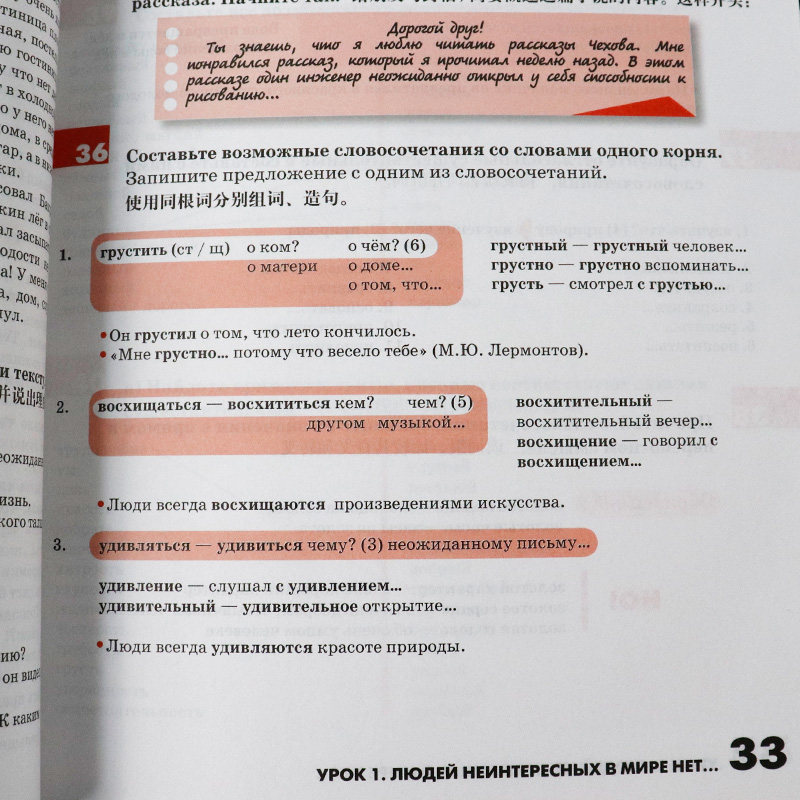 рассказа. Начните так:
Дорогой друг!
Ты знаешь, что я люблю читать рассказы Чехова. Мне
понравился рассказ, который я прочитал неделю назад. В этом
рассказе один инженер неожиданно открыл у себя способности к
рисованию...
36
Составьте возможные словосочетания со словами одного корня.
Запишите предложение с одним из словосочетаний.
使用同根词分别组词、造句。
1. грустить (ст / щ) о ком? о чём? (6)
о матери о доме...
о том, что...
грустный — грустный человек...
грустно — грустно вспоминать...
грусть — смотрел с грустью...
•Он грустил о том, что лето кончилось.
•«Мне грустно... потому что весело тебе» (М.Ю. Лермонтов).
2. восхищаться — восхититься кем? чем? (5)
другом музыкой...
восхитительный —
восхитительный вечер...
восхищение — говорил с
восхищением...
•Люди всегда восхищаются произведениями искусства.
3. удивляться — удивиться чему? (3) неожиданному письму...
удивление — слушал с удивлением...
удивительный — удивительное открытие...
•Люди всегда удивляются красоте природы.
УРОК 1. ЛЮДЕЙ НЕИНТЕРЕСНЫХ В МИРЕ НЕТ... 33